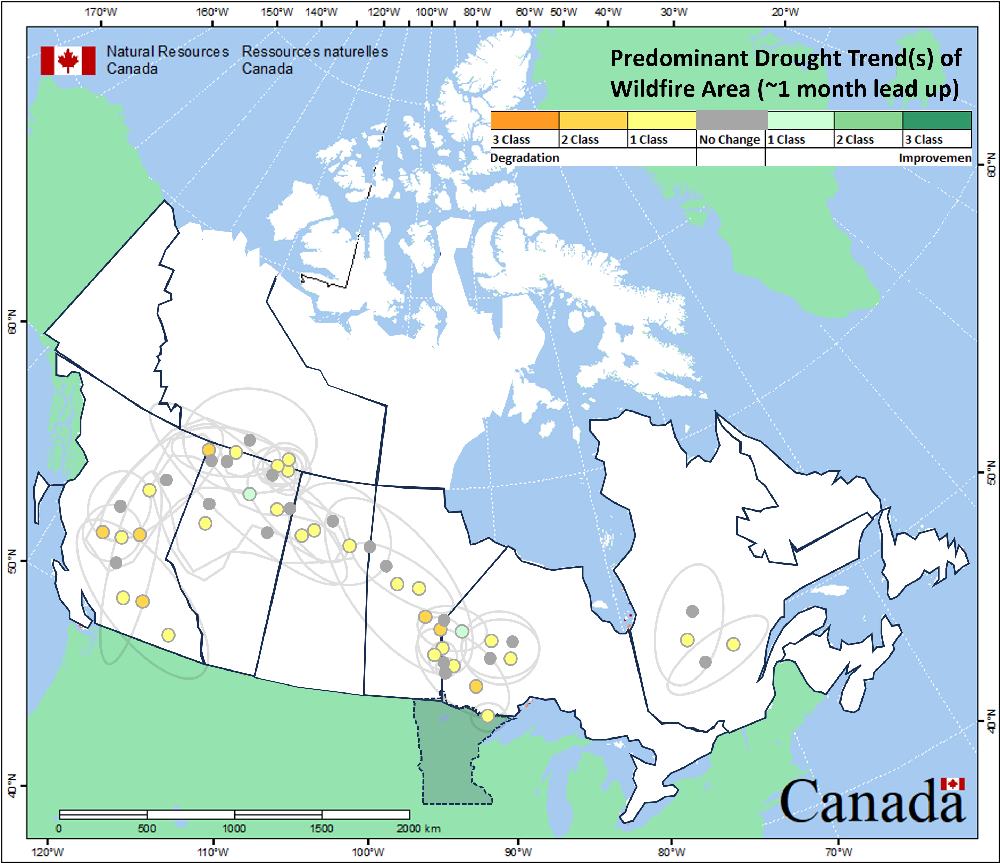 170°W 160°W 150°W 140°W 120°W 100°W 80°W 60°W 50°W 40°W 30°W 20°W
Natural Resources Ressources naturelles
Canada Canada
Predominant Drought Trend(s) of
Wildfire Area (~1 month lead up)
3 Class 2 Class 1 Class No Change 1 Class 2 Class 3 Class
Degradation Improvemen
60°N
60°N
50°N
50°N
40°N
40°N
Canada
0 500 1000 1500 2000 km
120°W 110°W 100°W 90°W 80°W 70°W